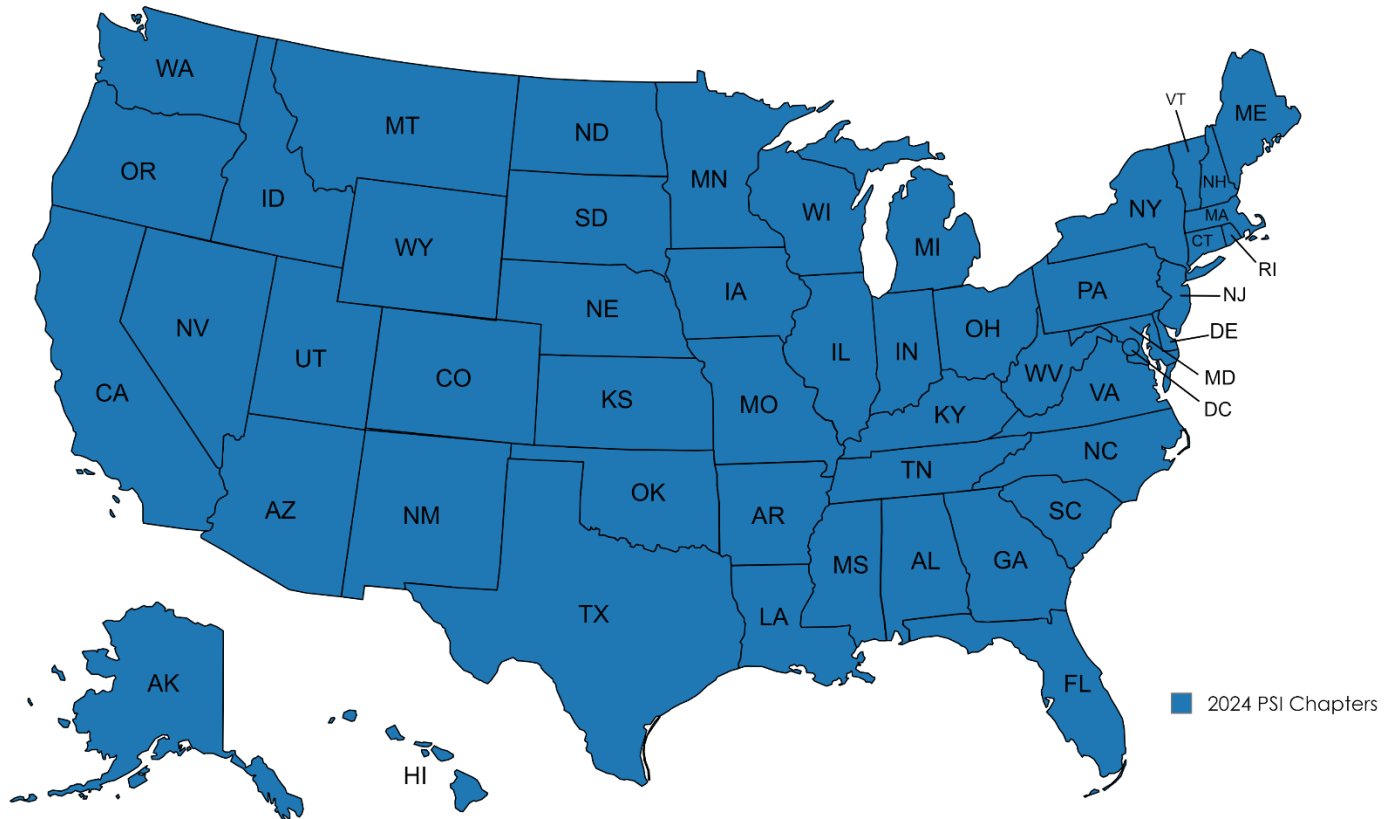 WA
MT
ND
MN
VT
ME
OR
ID
SD
WI
MI
NY
NH
MA
CT
RI
WY
IA
NE
PA
NJ
NV
UT
CO
IL
IN
OH
DE
MD
DC
CA
KS
MO
WV
VA
KY
NC
TN
AZ
NM
OK
AR
SC
MS
AL
GA
TX
LA
AK
FL
2024 PSI Chapters
HI